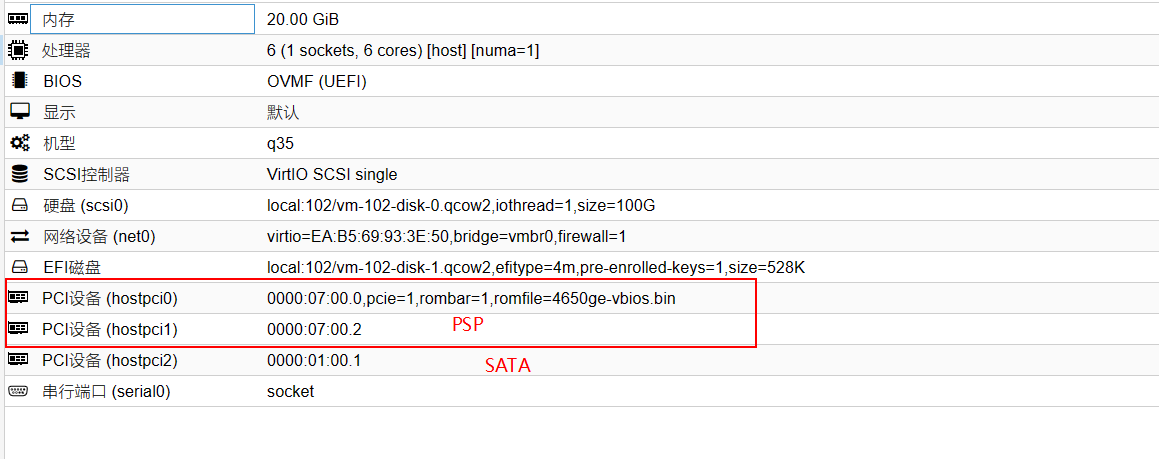 内存 20.00 GiB
处理器 6 (1 sockets, 6 cores) [host] [numa=1]
BIOS OVMF (UEFI)
显示 默认
机型 q35
SCSI控制器 VirtIO SCSI single
硬盘 (scsi0) local:102/vm-102-disk-0.qcow2,iothread=1,size=100G
网络设备 (net0) virtio=EA:B5:69:93:3E:50,bridge=vmbr0,firewall=1
EFI磁盘 local:102/vm-102-disk-1.qcow2,efitype=4m,pre-enrolled-keys=1,size=528K
PCI设备 (hostpci0) 0000:07:00.0,pcie=1,rombar=1,romfile=4650ge-vbios.bin
PCI设备 (hostpci1) 0000:07:00.2 PSP
PCI设备 (hostpci2) 0000:01:00.1 SATA
串行端口 (serial0) socket